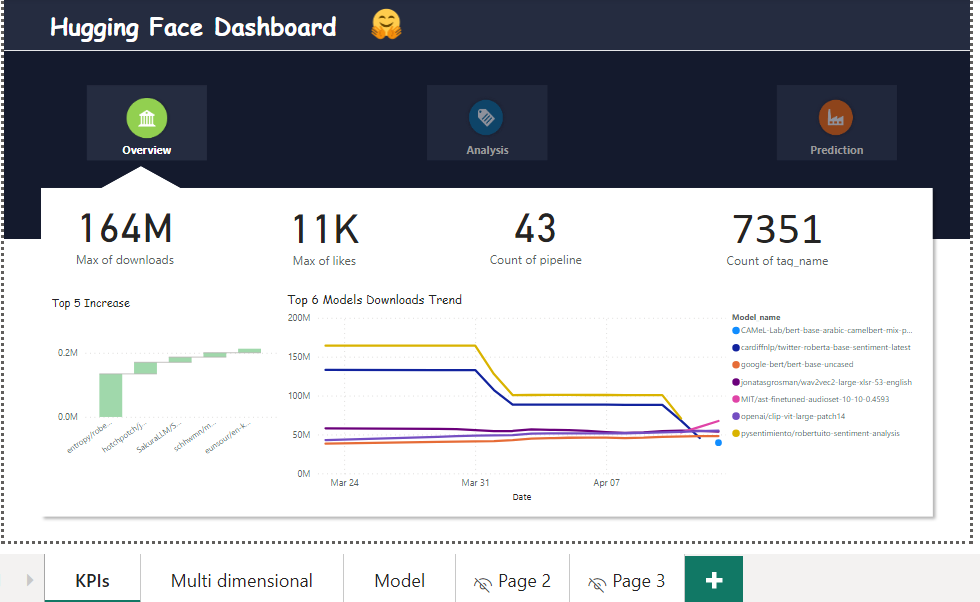 Hugging Face Dashboard
Overview
Analysis
Prediction
164M
Max of downloads
11K
Max of likes
43
Count of pipeline
7351
Count of tag_name
Top 5 Increase
0.2M
0.0M
entropy/robe...
hotchpotch/j...
SakuraLLM/S...
schhwmn/m...
eunsour/en-k...
Top 6 Models Downloads Trend
200M
150M
100M
50M
0M
Mar 24
Mar 31
Apr 07
Date
Model name
CAMeL-Lab/bert-base-arabic-camelbert-mix-p...
cardiffnlp/twitter-roberta-base-sentiment-latest
google-bert/bert-base-uncased
jonatasgrosman/wav2vec2-large-xlsr-53-english
MIT/ast-finetuned-audioset-10-10-0.4593
openai/clip-vit-large-patch14
pysentimiento/robertuito-sentiment-analysis
KPIs
Multi dimensional
Model
Page 2
Page 3